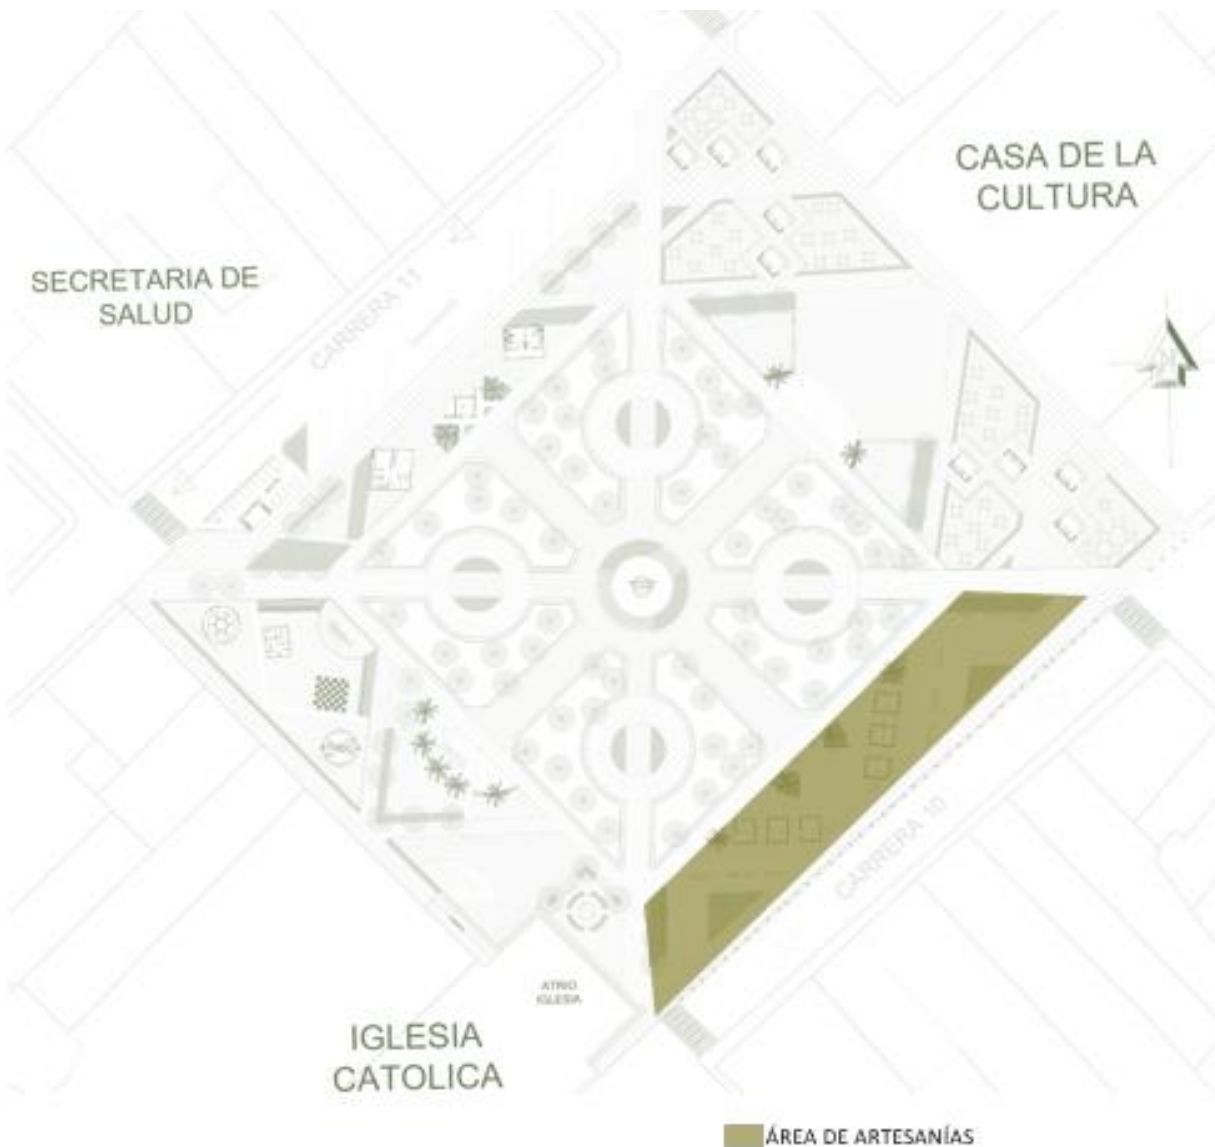 CASA DE LA
CULTURA
SECRETARIA DE
SALUD
CARRERA 11
CARRERA 10
ATRIO
IGLESIA
IGLESIA
CATOLICA
ÁREA DE ARTESANÍAS